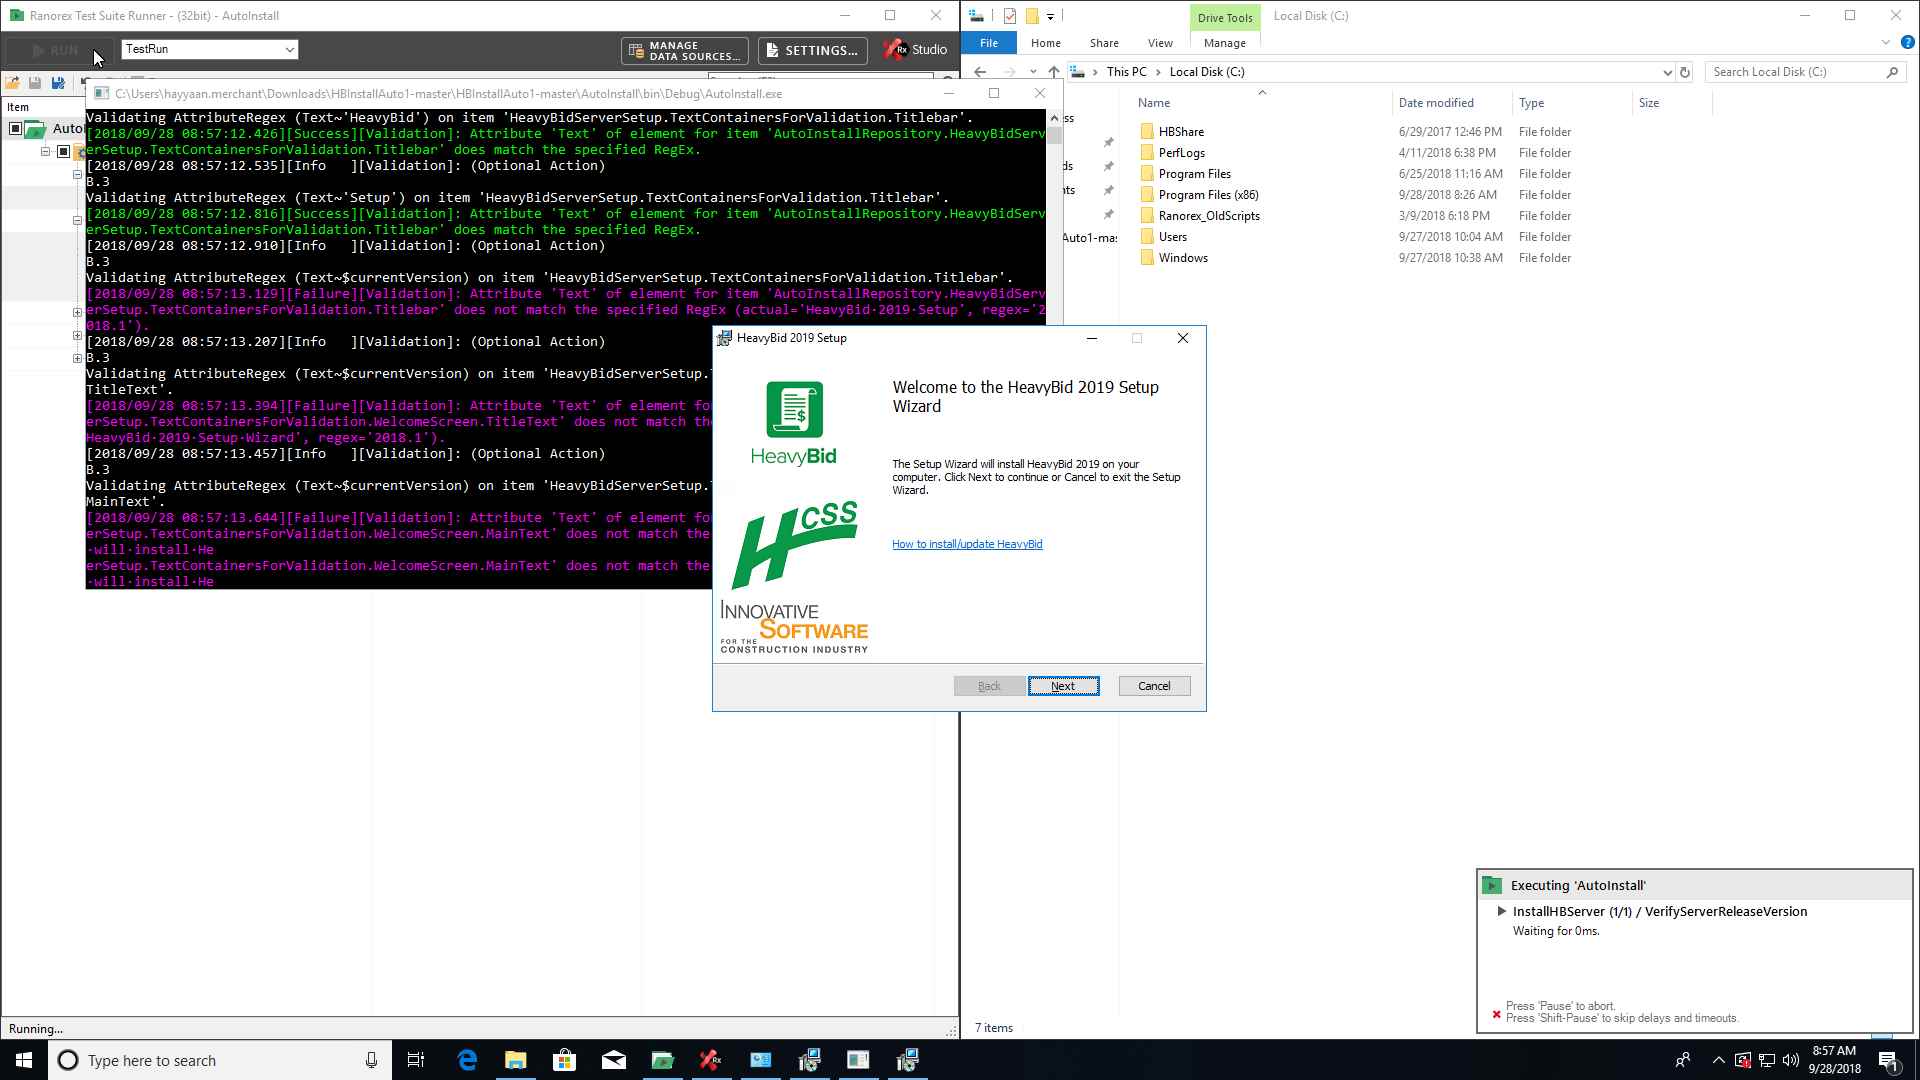 Ranorex Test Suite Runner - (32bit) - AutoInstall
RUN
TestRun
MANAGE
DATA SOURCES...
SETTINGS...
Rx Studio
Item
Auto
C:\Users\hayyaan.merchant\Downloads\HBInstallAuto1-master\HBInstallAuto1-master\AutoInstall\bin\Debug\AutoInstall.exe
Validating AttributeRegex (Text~'HeavyBid') on item 'HeavyBidServerSetup.TextContainersForValidation.Titlebar'.
[2018/09/28 08:57:12.426][Success][Validation]: Attribute 'Text' of element for item 'AutoInstallRepository.HeavyBidServ
erSetup.TextContainersForValidation.Titlebar' does match the specified RegEx.
[2018/09/28 08:57:12.535][Info   ][Validation]: (Optional Action)
B.3
Validating AttributeRegex (Text~'Setup') on item 'HeavyBidServerSetup.TextContainersForValidation.Titlebar'.
[2018/09/28 08:57:12.816][Success][Validation]: Attribute 'Text' of element for item 'AutoInstallRepository.HeavyBidServ
erSetup.TextContainersForValidation.Titlebar' does match the specified RegEx.
[2018/09/28 08:57:12.910][Info   ][Validation]: (Optional Action)
B.3
Validating AttributeRegex (Text~$currentVersion) on item 'HeavyBidServerSetup.TextContainersForValidation.Titlebar'.
[2018/09/28 08:57:13.129][Failure][Validation]: Attribute 'Text' of element for item 'AutoInstallRepository.HeavyBidServ
erSetup.TextContainersForValidation.Titlebar' does not match the specified RegEx (actual='HeavyBid·2019·Setup', regex='2
018.1').
[2018/09/28 08:57:13.207][Info   ][Validation]: (Optional Action)
B.3
Validating AttributeRegex (Text~$currentVersion) on item 'HeavyBidServerSetup.
TitleText'.
[2018/09/28 08:57:13.394][Failure][Validation]: Attribute 'Text' of element fo
erSetup.TextContainersForValidation.WelcomeScreen.TitleText' does not match the
HeavyBid·2019·Setup·Wizard', regex='2018.1').
[2018/09/28 08:57:13.457][Info   ][Validation]: (Optional Action)
B.3
Validating AttributeRegex (Text~$currentVersion) on item 'HeavyBidServerSetup.
MainText'.
[2018/09/28 08:57:13.644][Failure][Validation]: Attribute 'Text' of element fo
erSetup.TextContainersForValidation.WelcomeScreen.MainText' does not match the
·will·install·He
erSetup.TextContainersForValidation.WelcomeScreen.MainText' does not match the
·will·install·He
Running...
Drive Tools
Local Disk (C:)
File
Home
Share
View
Manage
This PC
Local Disk (C:)
Search Local Disk (C:)
Name
Date modified
Type
Size
ss
ds
nts
Auto1-mas
HBShare 6/29/2017 12:46 PM File folder
PerfLogs 4/11/2018 6:38 PM File folder
Program Files 6/25/2018 11:16 AM File folder
Program Files (x86) 9/28/2018 8:26 AM File folder
Ranorex_OldScripts 3/9/2018 6:18 PM File folder
Users 9/27/2018 10:04 AM File folder
Windows 9/27/2018 10:38 AM File folder
7 items
HeavyBid 2019 Setup
HeavyBid
HCSS
INNOVATIVE
SOFTWARE
FOR THE
CONSTRUCTION INDUSTRY
Welcome to the HeavyBid 2019 Setup
Wizard
The Setup Wizard will install HeavyBid 2019 on your
computer. Click Next to continue or Cancel to exit the Setup
Wizard.
How to install/update HeavyBid
Back
Next
Cancel
Executing 'AutoInstall'
InstallHBServer (1/1) / VerifyServerReleaseVersion
Waiting for 0ms.
Press 'Pause' to abort.
Press 'Shift-Pause' to skip delays and timeouts.
Type here to search
8:57 AM
9/28/2018
1